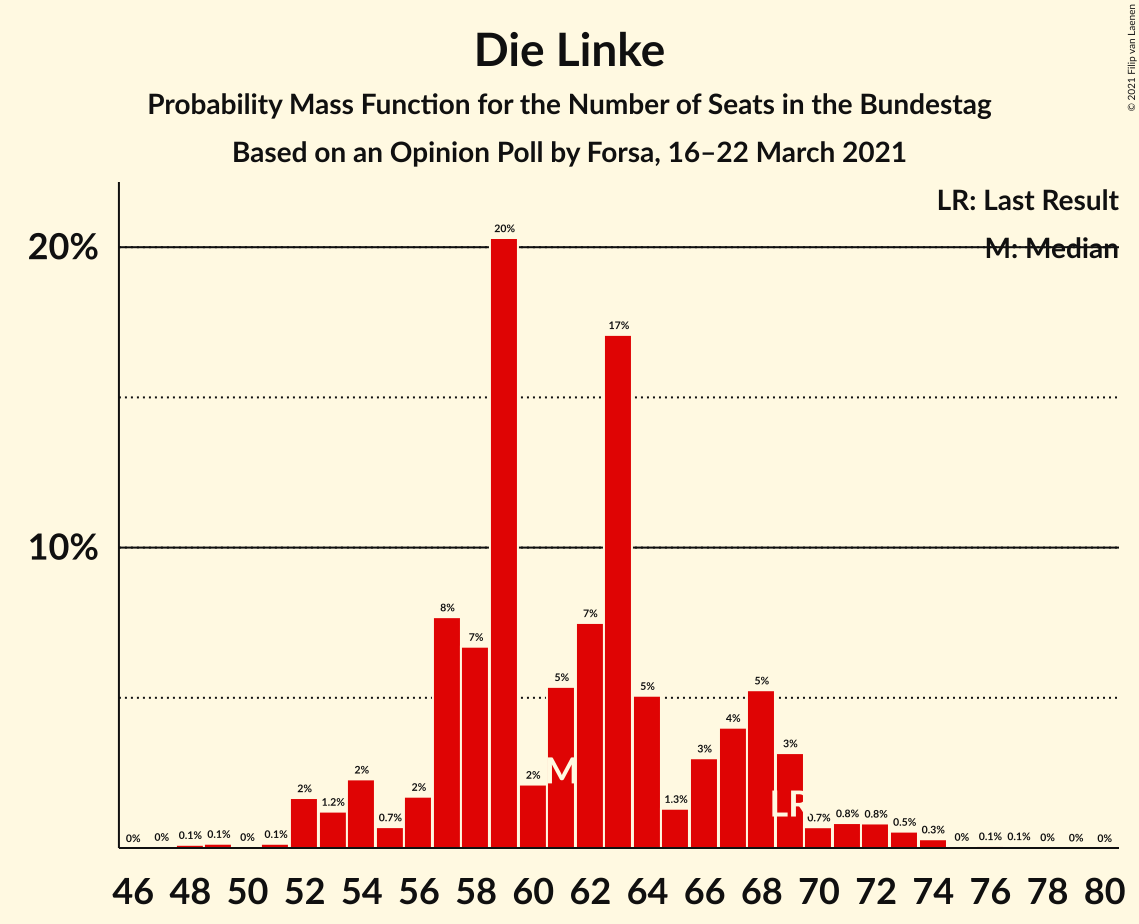 Die Linke
Probability Mass Function for the Number of Seats in the Bundestag
Based on an Opinion Poll by Forsa, 16–22 March 2021
© 2021 Filip van Laenen
LR: Last Result
M: Median
20%
10%
0% 0% 0.1% 0.1% 0% 0.1% 2% 1.2% 2% 0.7% 2% 8% 7% 20% 2% 5% 7% 17% 5% 1.3% 3% 4% 5% 3% 0.7% 0.8% 0.8% 0.5% 0.3% 0% 0.1% 0.1% 0% 0% 0%
M
LR
46 48 50 52 54 56 58 60 62 64 66 68 70 72 74 76 78 80